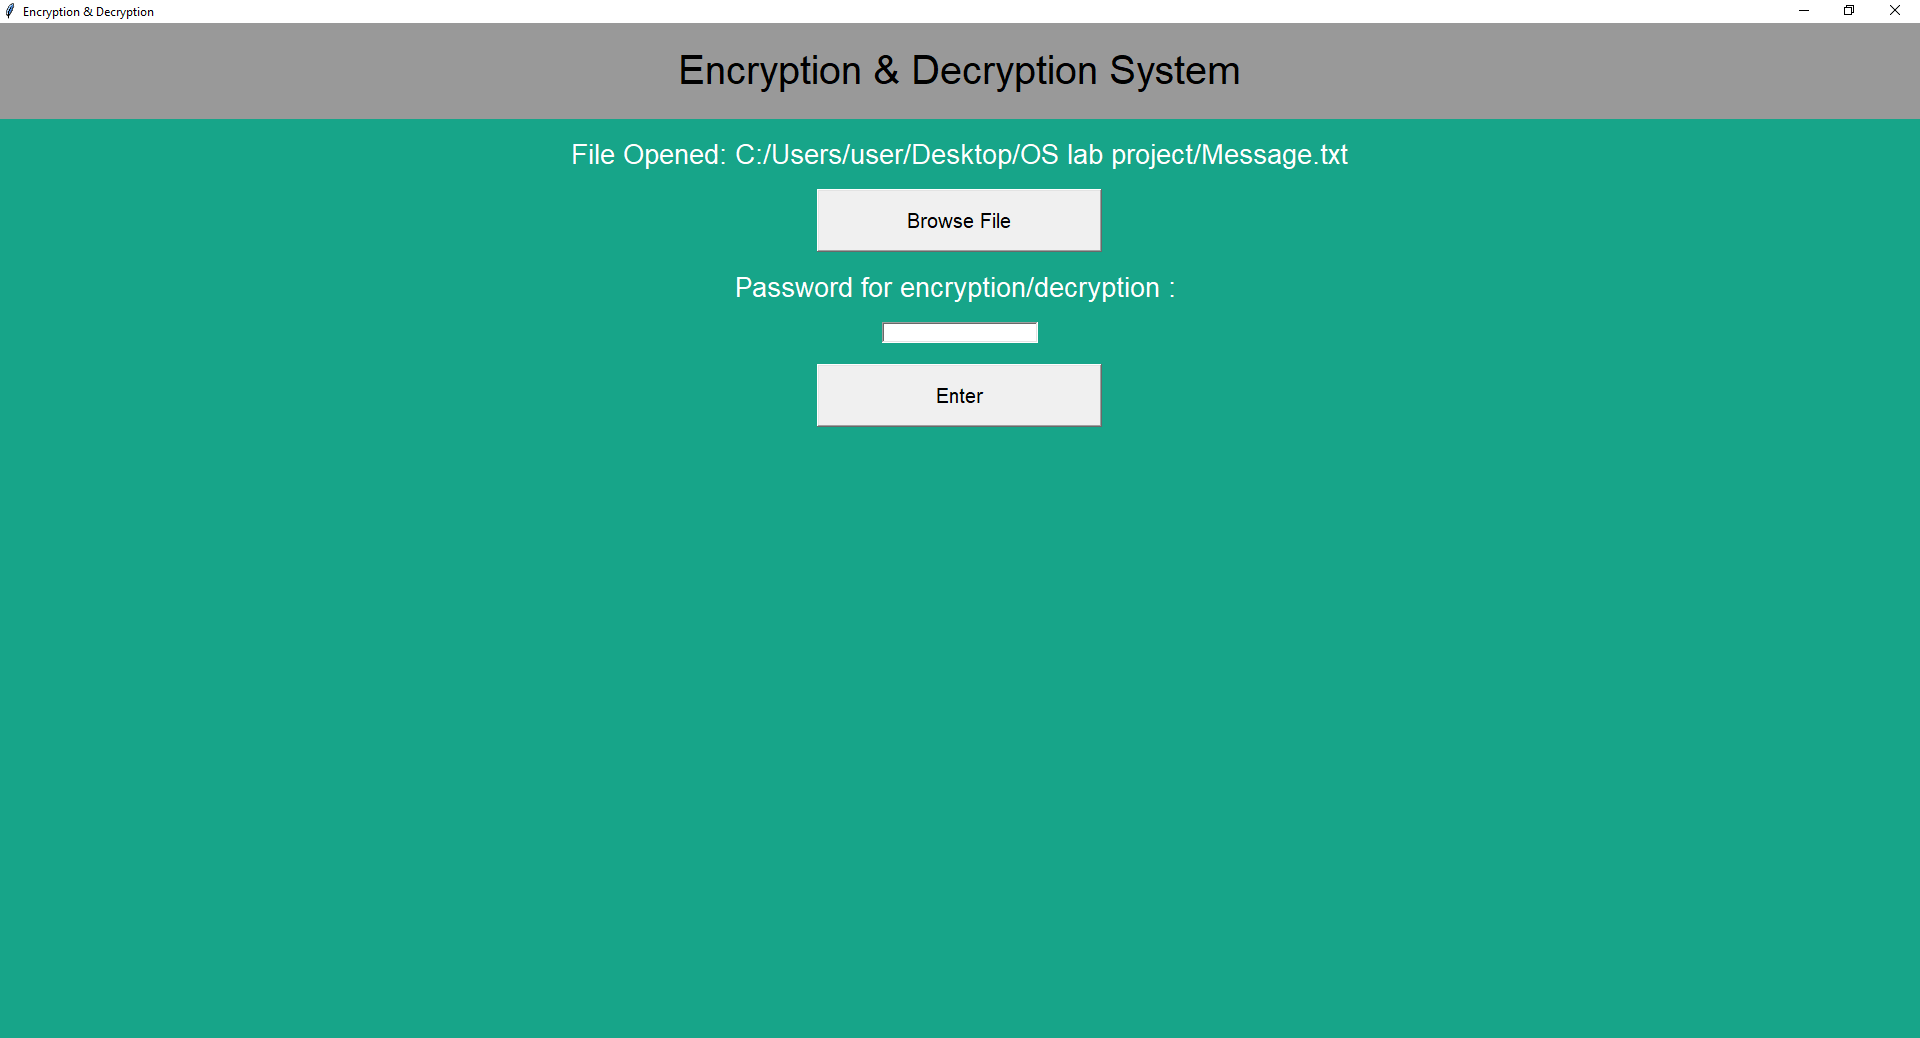 Encryption & Decryption
Encryption & Decryption System
File Opened: C:/Users/user/Desktop/OS lab project/Message.txt
Browse File
Password for encryption/decryption :
Enter